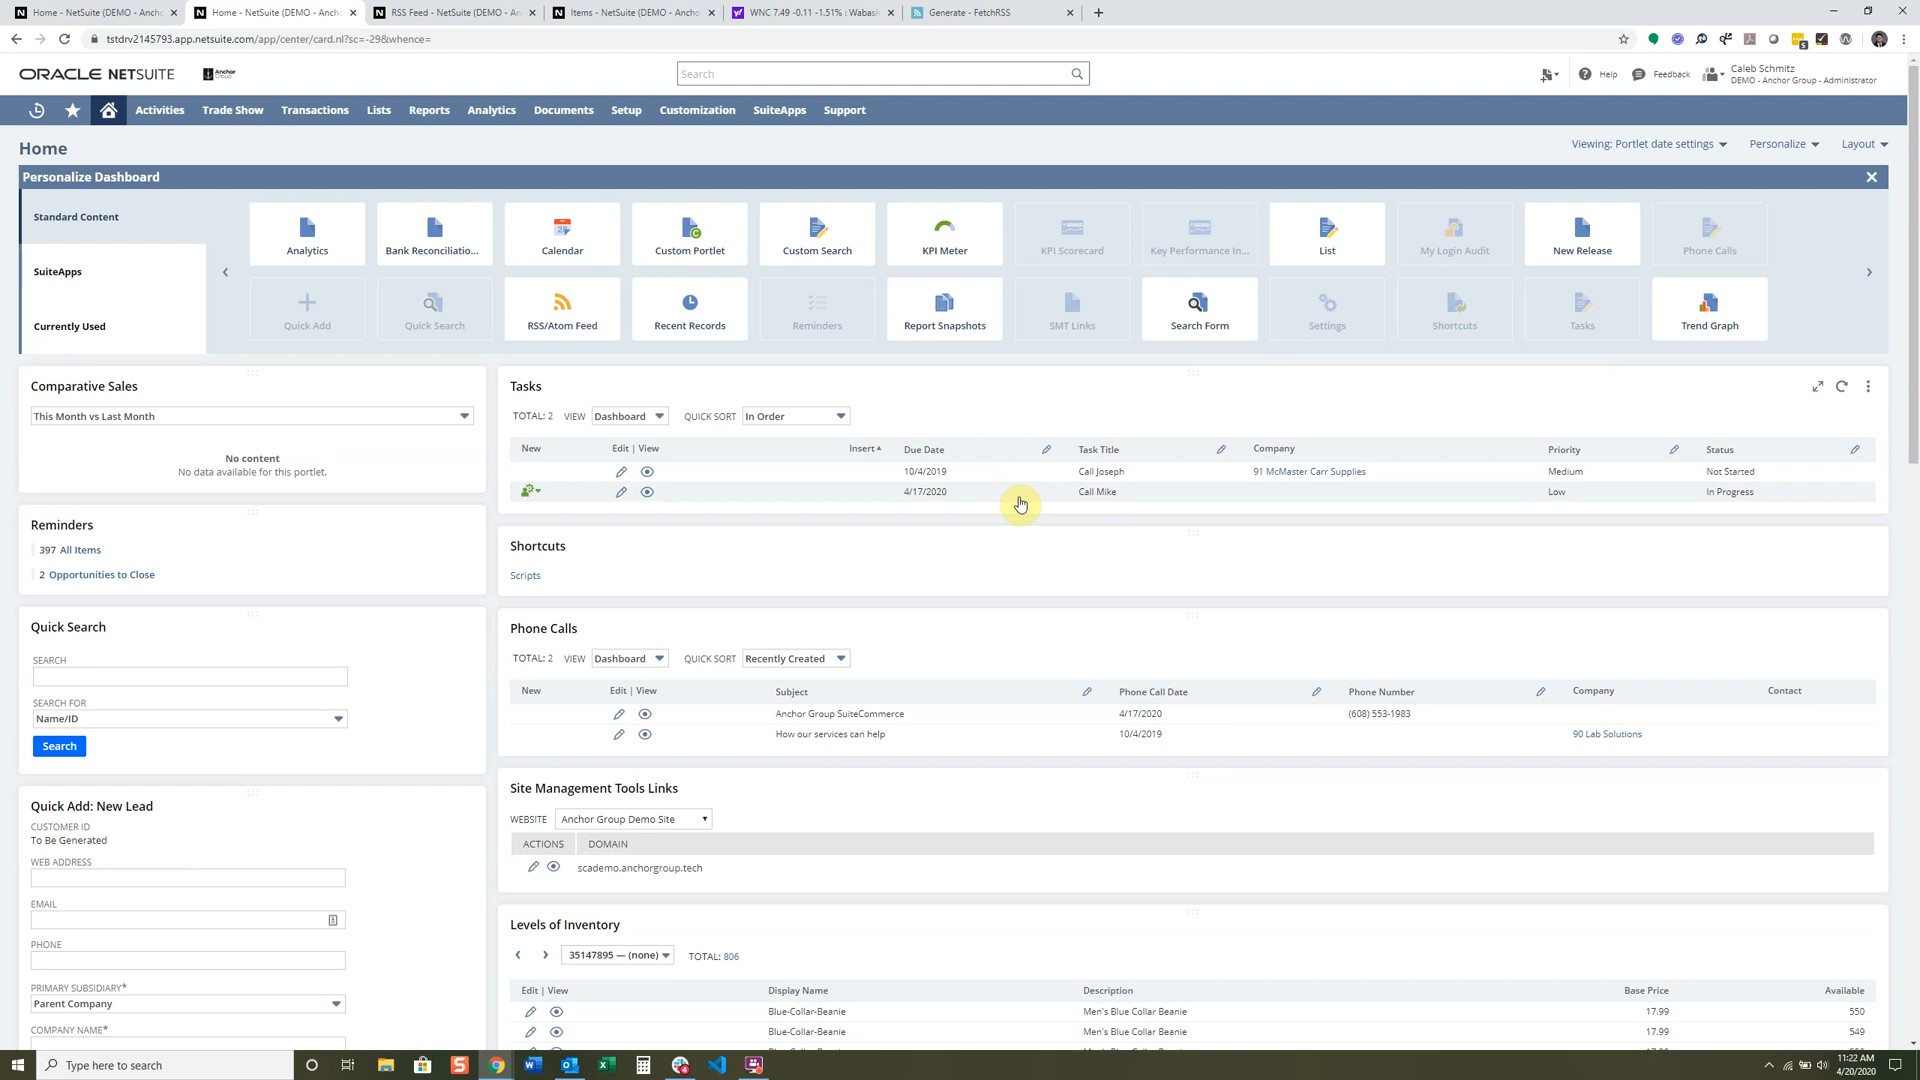 Home - NetSuite (DEMO - Ancho
Home - NetSuite (DEMO - Ancho
RSS Feed - NetSuite (DEMO - An
Items - NetSuite (DEMO - Ancho
WNC 7.49 -0.11 -1.51% : Wabash
Generate - FetchRSS
tstdrv2145793.app.netsuite.com/app/center/card.nl?sc=-29&whence=
ORACLE NETSUITE
Anchor Group
Search
Help
Feedback
Caleb Schmitz
DEMO - Anchor Group - Administrator
Activities
Trade Show
Transactions
Lists
Reports
Analytics
Documents
Setup
Customization
SuiteApps
Support
Home
Viewing: Portlet date settings
Personalize
Layout
Personalize Dashboard
Standard Content
SuiteApps
Currently Used
Analytics
Bank Reconciliatio...
Calendar
Custom Portlet
Custom Search
KPI Meter
KPI Scorecard
Key Performance In...
List
My Login Audit
New Release
Phone Calls
Quick Add
Quick Search
RSS/Atom Feed
Recent Records
Reminders
Report Snapshots
SMT Links
Search Form
Settings
Shortcuts
Tasks
Trend Graph
Comparative Sales
This Month vs Last Month
No content
No data available for this portlet.
Reminders
397 All Items
2 Opportunities to Close
Quick Search
SEARCH
SEARCH FOR
Name/ID
Search
Quick Add: New Lead
CUSTOMER ID
To Be Generated
WEB ADDRESS
EMAIL
PHONE
PRIMARY SUBSIDIARY*
Parent Company
COMPANY NAME*
Tasks
TOTAL: 2 VIEW Dashboard QUICK SORT In Order
New Edit | View Insert Due Date Task Title Company Priority Status
10/4/2019 Call Joseph 91 McMaster Carr Supplies Medium Not Started
4/17/2020 Call Mike Low In Progress
Shortcuts
Scripts
Phone Calls
TOTAL: 2 VIEW Dashboard QUICK SORT Recently Created
New Edit | View Subject Phone Call Date Phone Number Company Contact
Anchor Group SuiteCommerce 4/17/2020 (608) 553-1983
How our services can help 10/4/2019 90 Lab Solutions
Site Management Tools Links
WEBSITE Anchor Group Demo Site
ACTIONS DOMAIN
scademo.anchorgroup.tech
Levels of Inventory
35147895 — (none) TOTAL: 806
Edit | View Display Name Description Base Price Available
Blue-Collar-Beanie Men's Blue Collar Beanie 17.99 550
Blue-Collar-Beanie Men's Blue Collar Beanie 17.99 549
Type here to search
11:22 AM
4/20/2020